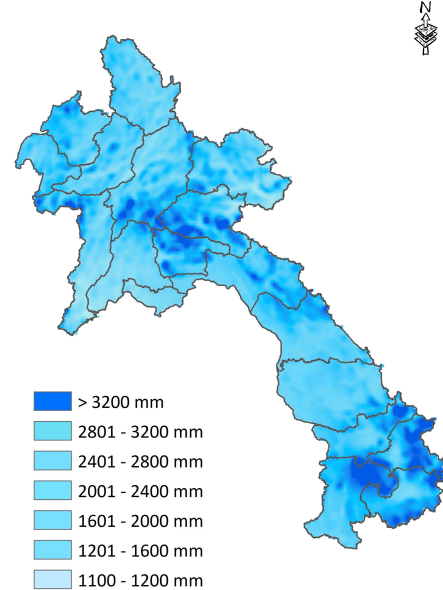 N
> 3200 mm
2801 - 3200 mm
2401 - 2800 mm
2001 - 2400 mm
1601 - 2000 mm
1201 - 1600 mm
1100 - 1200 mm